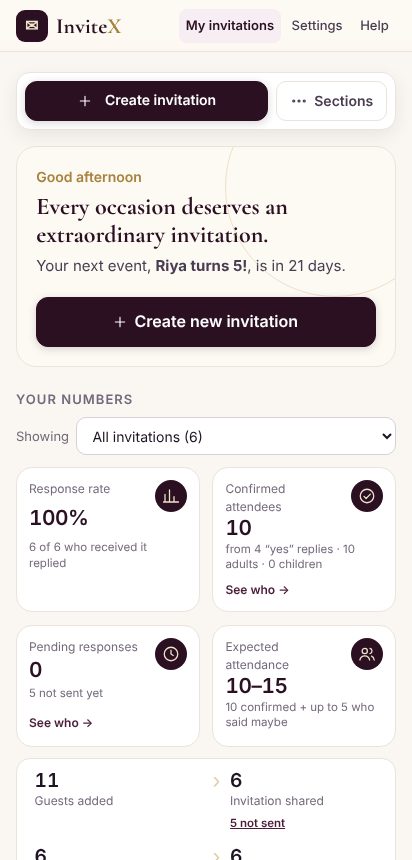 InviteX
My invitations
Settings
Help
+ Create invitation
••• Sections
Good afternoon
Every occasion deserves an
extraordinary invitation.
Your next event, Riya turns 5!, is in 21 days.
+ Create new invitation
YOUR NUMBERS
Showing
All invitations (6)
Response rate
100%
6 of 6 who received it
replied
Confirmed
attendees
10
from 4 “yes” replies · 10
adults · 0 children
See who →
Pending responses
0
5 not sent yet
See who →
Expected
attendance
10–15
10 confirmed + up to 5 who
said maybe
11
Guests added
› 6
Invitation shared
5 not sent
6
6